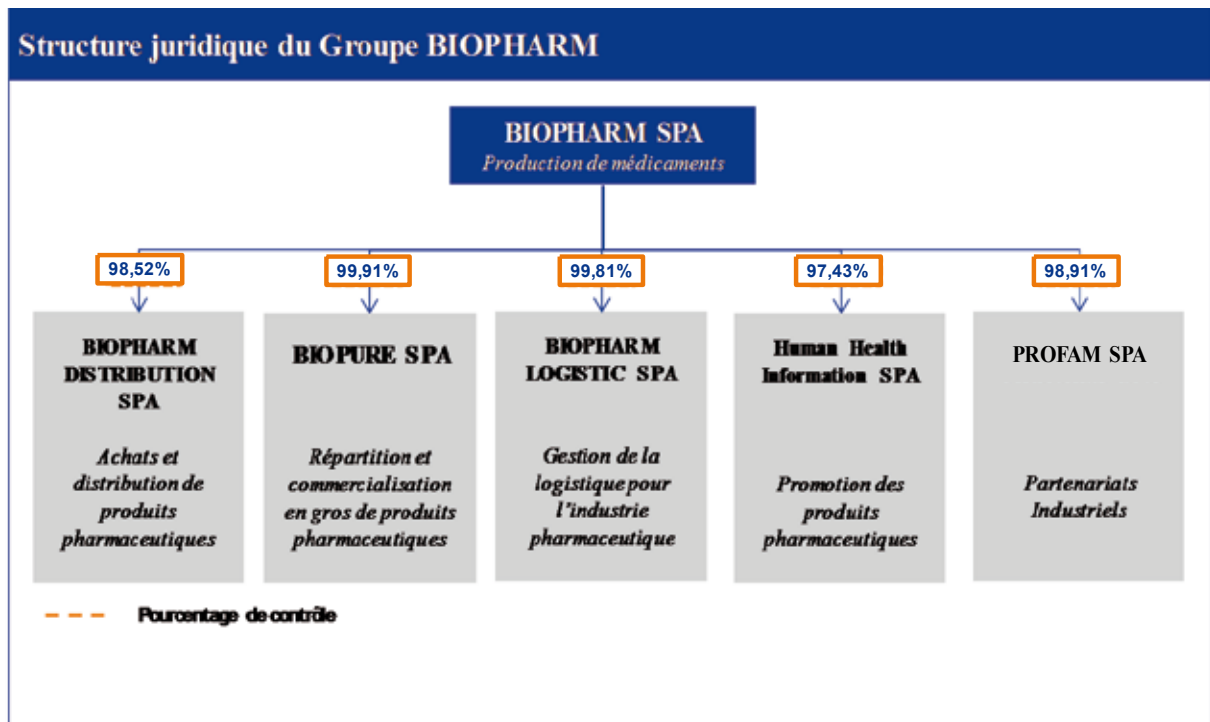 Structure juridique du Groupe BIOPHARM
BIOPHARM SPA
Production de médicaments
98,52%
99,91%
99,81%
97,43%
98,91%
BIOPHARM
DISTRIBUTION
SPA
Achats et
distribution de
produits
pharmaceutiques
BIOPURE SPA
Répartition et
commercialisation
en gros de produits
pharmaceutiques
BIOPHARM
LOGISTIC SPA
Gestion de la
logistique pour
l'industrie
pharmaceutique
Human Health
Information SPA
Promotion des
produits
pharmaceutiques
PROFAM SPA
Partenariats
Industriels
Pourcentage de contrôle